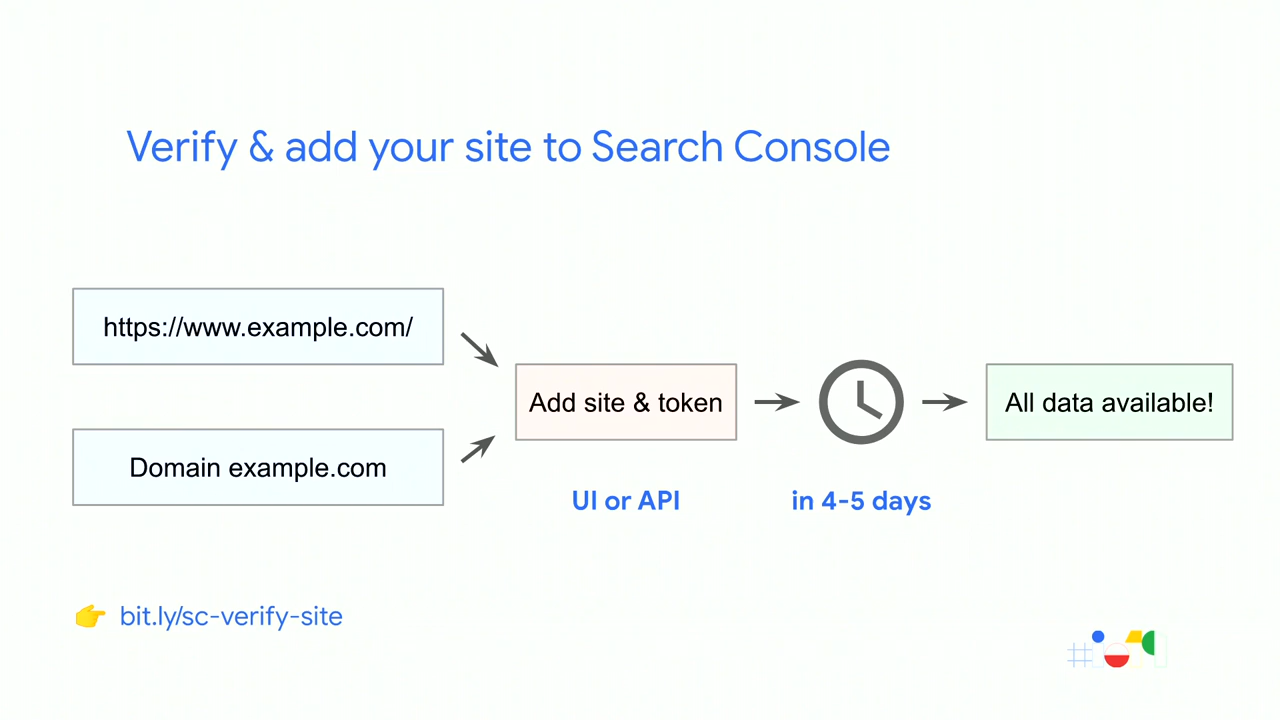 Verify & add your site to Search Console
https://www.example.com/
Domain example.com
Add site & token
All data available!
UI or API
in 4-5 days
bit.ly/sc-verify-site